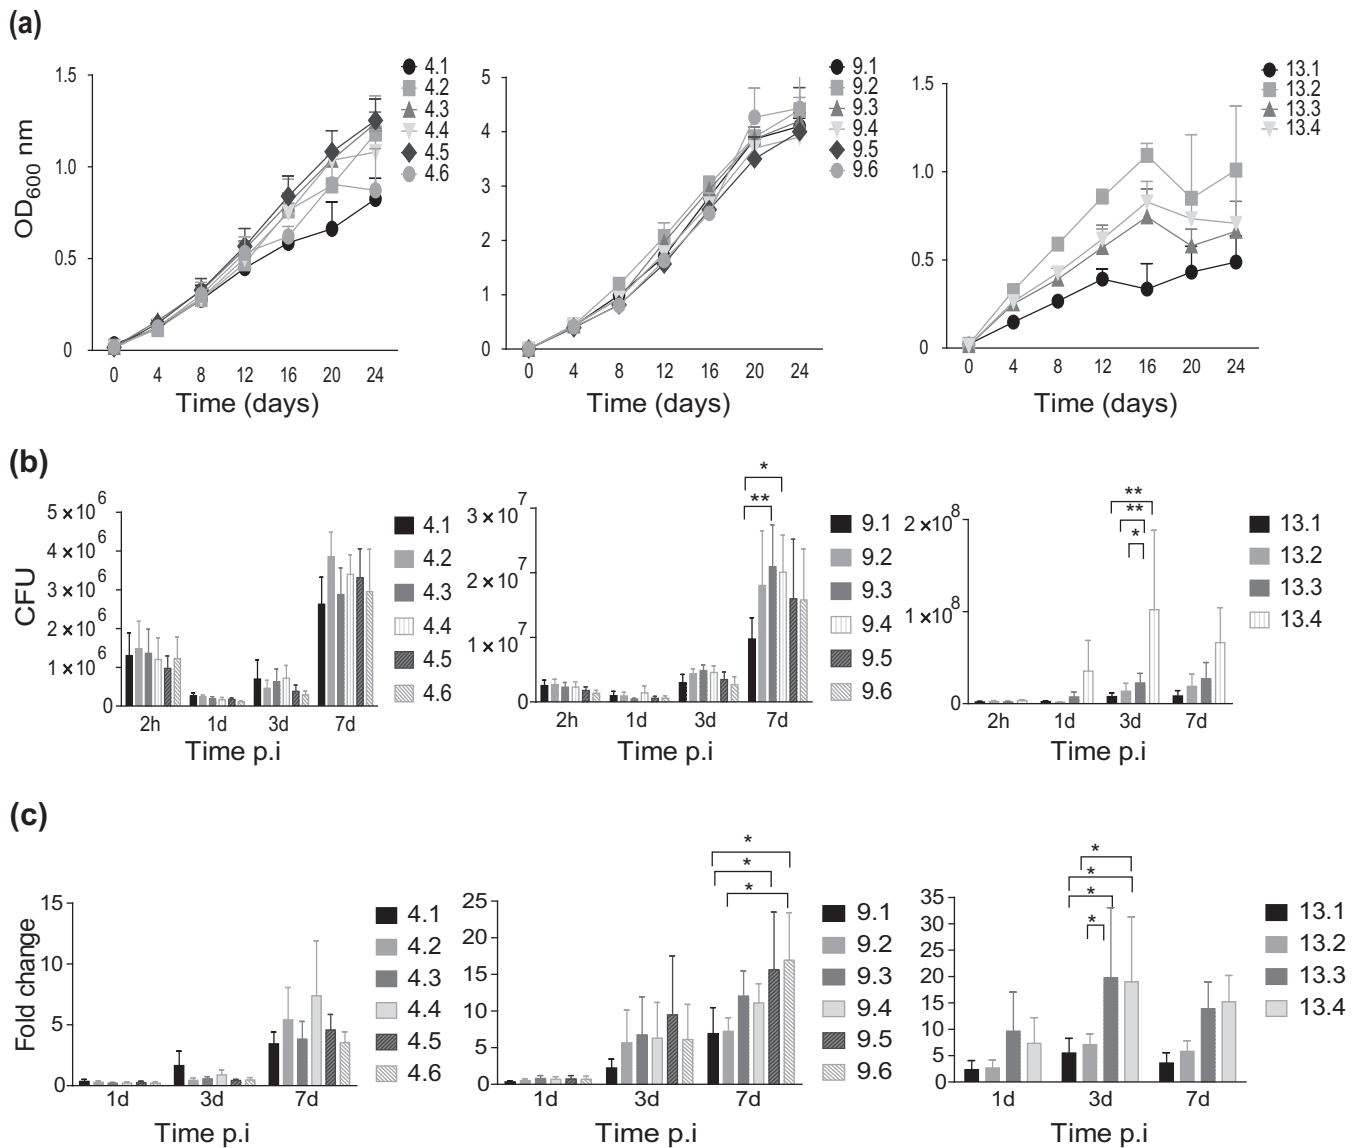 (a)
OD600 nm
1.5
1.0
0.5
0
0 4 8 12 16 20 24
Time (days)
4.1
4.2
4.3
4.4
4.5
4.6
5
4
3
2
1
0
0 4 8 12 16 20 24
Time (days)
9.1
9.2
9.3
9.4
9.5
9.6
1.5
1.0
0.5
0
0 4 8 12 16 20 24
Time (days)
13.1
13.2
13.3
13.4
(b)
CFU
5 × 10 6
4 × 10 6
3 × 10 6
2 × 10 6
1 × 10 6
0
2h 1d 3d 7d
Time p.i
4.1
4.2
4.3
4.4
4.5
4.6
3 × 10 7
2 × 10 7
1 × 10 7
0
*
**
2h 1d 3d 7d
Time p.i
9.1
9.2
9.3
9.4
9.5
9.6
2 × 10 8
1 × 10 8
0
**
**
*
2h 1d 3d 7d
Time p.i
13.1
13.2
13.3
13.4
(c)
Fold change
15
10
5
0
1d 3d 7d
Time p.i
4.1
4.2
4.3
4.4
4.5
4.6
25
20
15
10
5
0
*
*
*
1d 3d 7d
Time p.i
9.1
9.2
9.3
9.4
9.5
9.6
35
30
25
20
15
10
5
0
*
*
*
*
1d 3d 7d
Time p.i
13.1
13.2
13.3
13.4